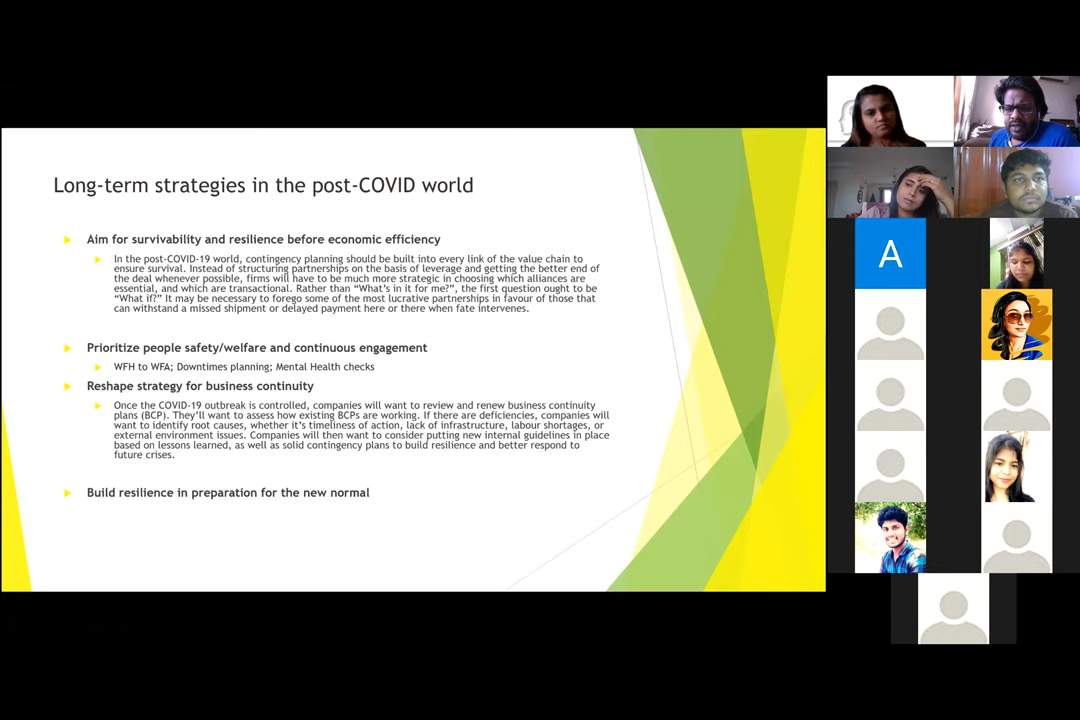 Long-term strategies in the post-COVID world
Aim for survivability and resilience before economic efficiency
In the post-COVID-19 world, contingency planning should be built into every link of the value chain to
ensure survival. Instead of structuring partnerships on the basis of leverage and getting the better end of
the deal whenever possible, firms will have to be much more strategic in choosing which alliances are
essential, and which are transactional. Rather than “What’s in it for me?”, the first question ought to be
“What if?” It may be necessary to forego some of the most lucrative partnerships in favour of those that
can withstand a missed shipment or delayed payment here or there when fate intervenes.
Prioritize people safety/welfare and continuous engagement
WFH to WFA; Downtimes planning; Mental Health checks
Reshape strategy for business continuity
Once the COVID-19 outbreak is controlled, companies will want to review and renew business continuity
plans (BCP). They’ll want to assess how existing BCPs are working. If there are deficiencies, companies will
want to identify root causes, whether it’s timeliness of action, lack of infrastructure, labour shortages, or
external environment issues. Companies will then want to consider putting new internal guidelines in place
based on lessons learned, as well as solid contingency plans to build resilience and better respond to
future crises.
Build resilience in preparation for the new normal
A